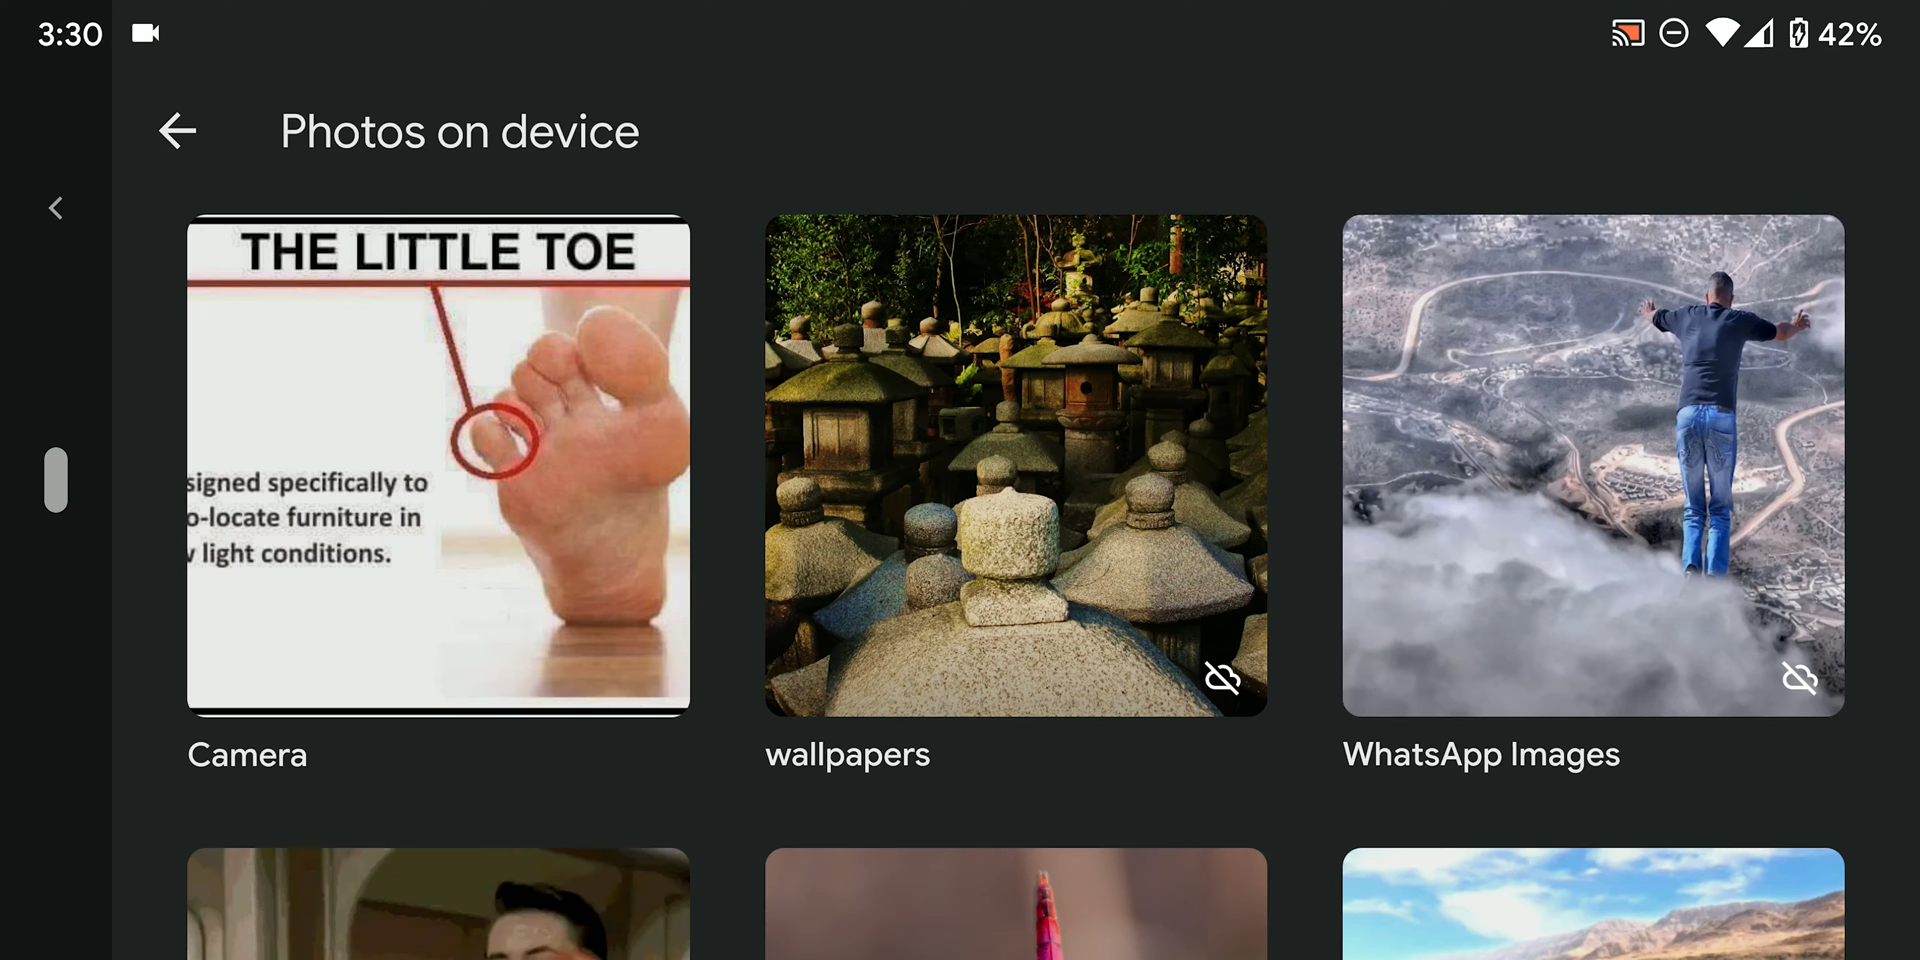 3:30
42%
Photos on device
THE LITTLE TOE
signed specifically to
o-locate furniture in
light conditions.
Camera
wallpapers
WhatsApp Images